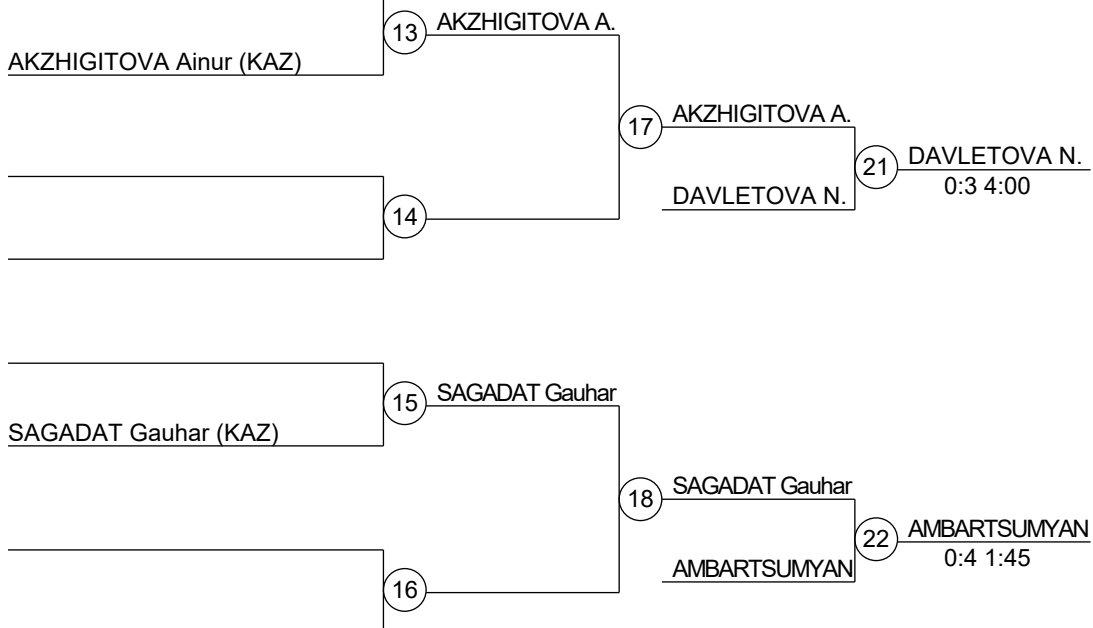 13
AKZHIGITOVA A.
AKZHIGITOVA Ainur (KAZ)
17
AKZHIGITOVA A.
21
DAVLETOVA N.
0:3 4:00
DAVLETOVA N.
14
15
SAGADAT Gauhar
SAGADAT Gauhar (KAZ)
18
SAGADAT Gauhar
22
AMBARTSUMYAN
0:4 1:45
AMBARTSUMYAN
16